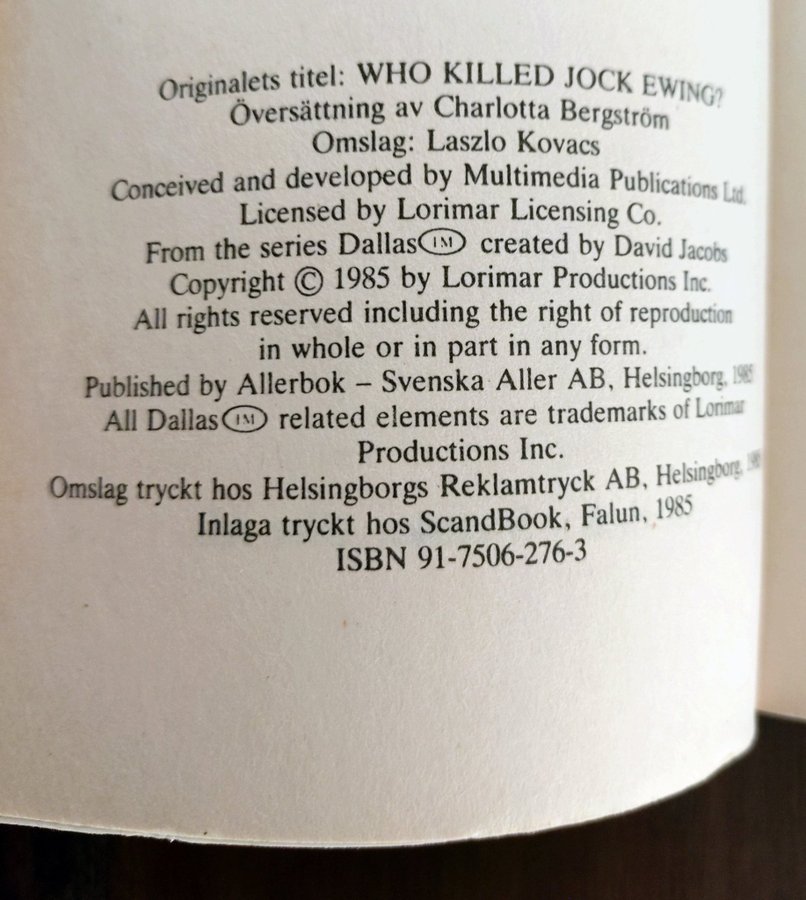 Originalets titel: WHO KILLED JOCK EWING?
Översättning av Charlotta Bergström
Omslag: Laszlo Kovacs
Conceived and developed by Multimedia Publications Ltd.
Licensed by Lorimar Licensing Co.
From the series Dallas TM created by David Jacobs
Copyright © 1985 by Lorimar Productions Inc.
All rights reserved including the right of reproduction
in whole or in part in any form.
Published by Allerbok – Svenska Aller AB, Helsingborg, 1985
All Dallas TM related elements are trademarks of Lorimar
Productions Inc.
Omslag tryckt hos Helsingborgs Reklamtryck AB, Helsingborg,
Inlaga tryckt hos ScandBook, Falun, 1985
ISBN 91-7506-276-3